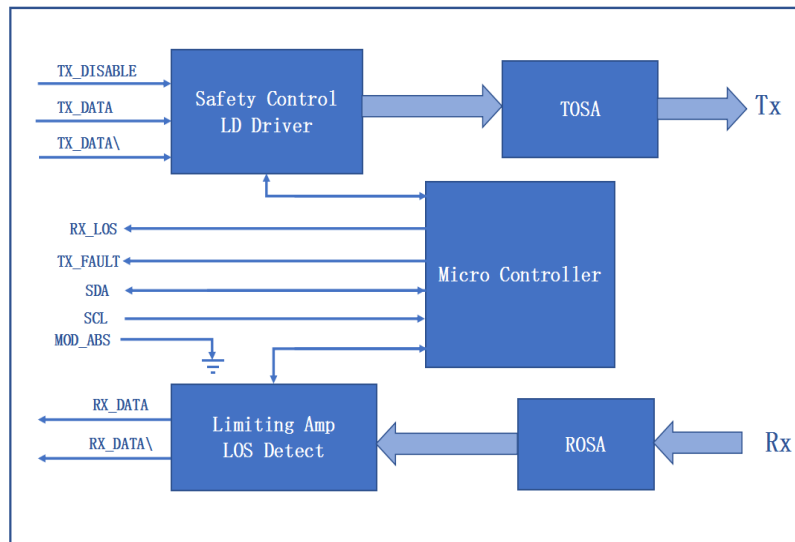 TX_DISABLE
TX_DATA
TX_DATA\
Safety Control
LD Driver
TOSA
Tx
RX_LOS
TX_FAULT
SDA
SCL
MOD_ABS
Micro Controller
RX_DATA
RX_DATA\
Limiting Amp
LOS Detect
ROSA
Rx